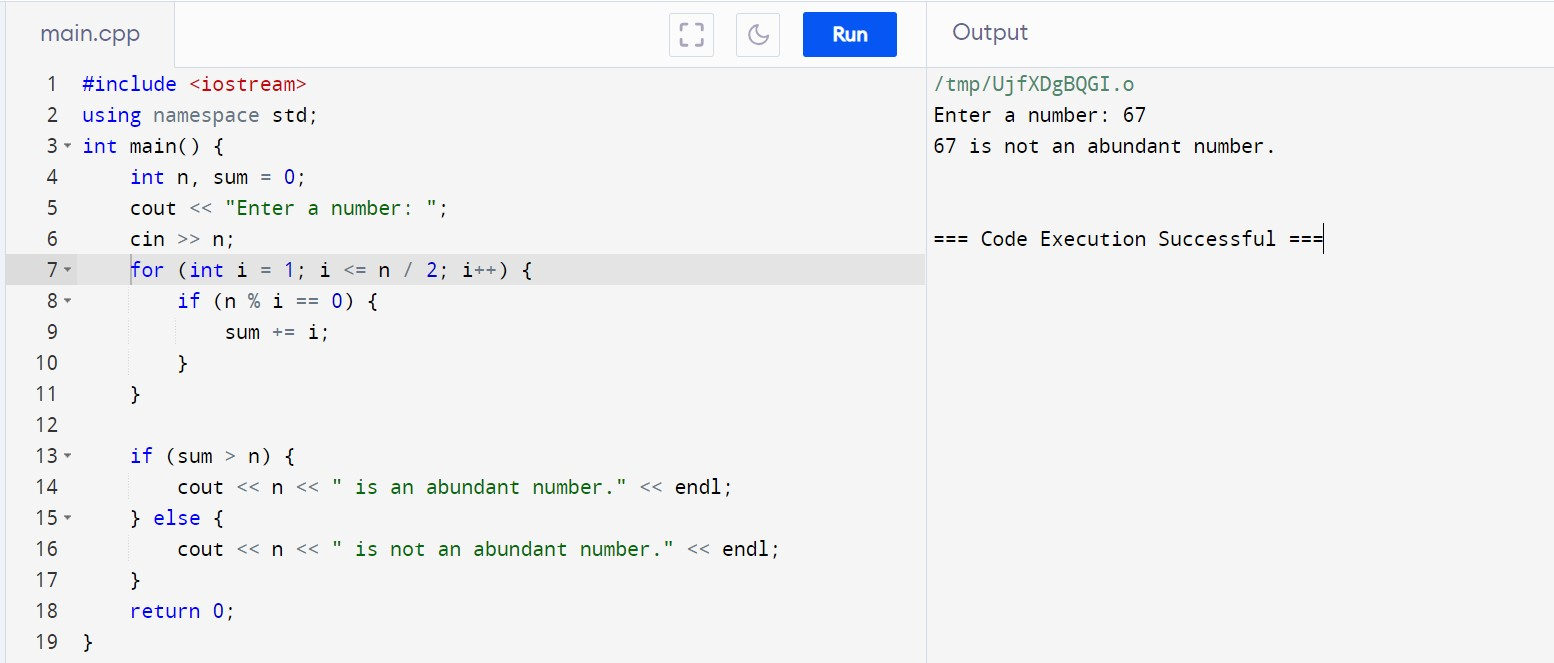 main.cpp
Run
Output
1 #include <iostream>
2 using namespace std;
3 int main() {
4     int n, sum = 0;
5     cout << "Enter a number: ";
6     cin >> n;
7     for (int i = 1; i <= n / 2; i++) {
8         if (n % i == 0) {
9             sum += i;
10         }
11     }
12
13     if (sum > n) {
14         cout << n << " is an abundant number." << endl;
15     } else {
16         cout << n << " is not an abundant number." << endl;
17     }
18     return 0;
19 }
/tmp/UjfXDgBQGI.o
Enter a number: 67
67 is not an abundant number.
=== Code Execution Successful ===